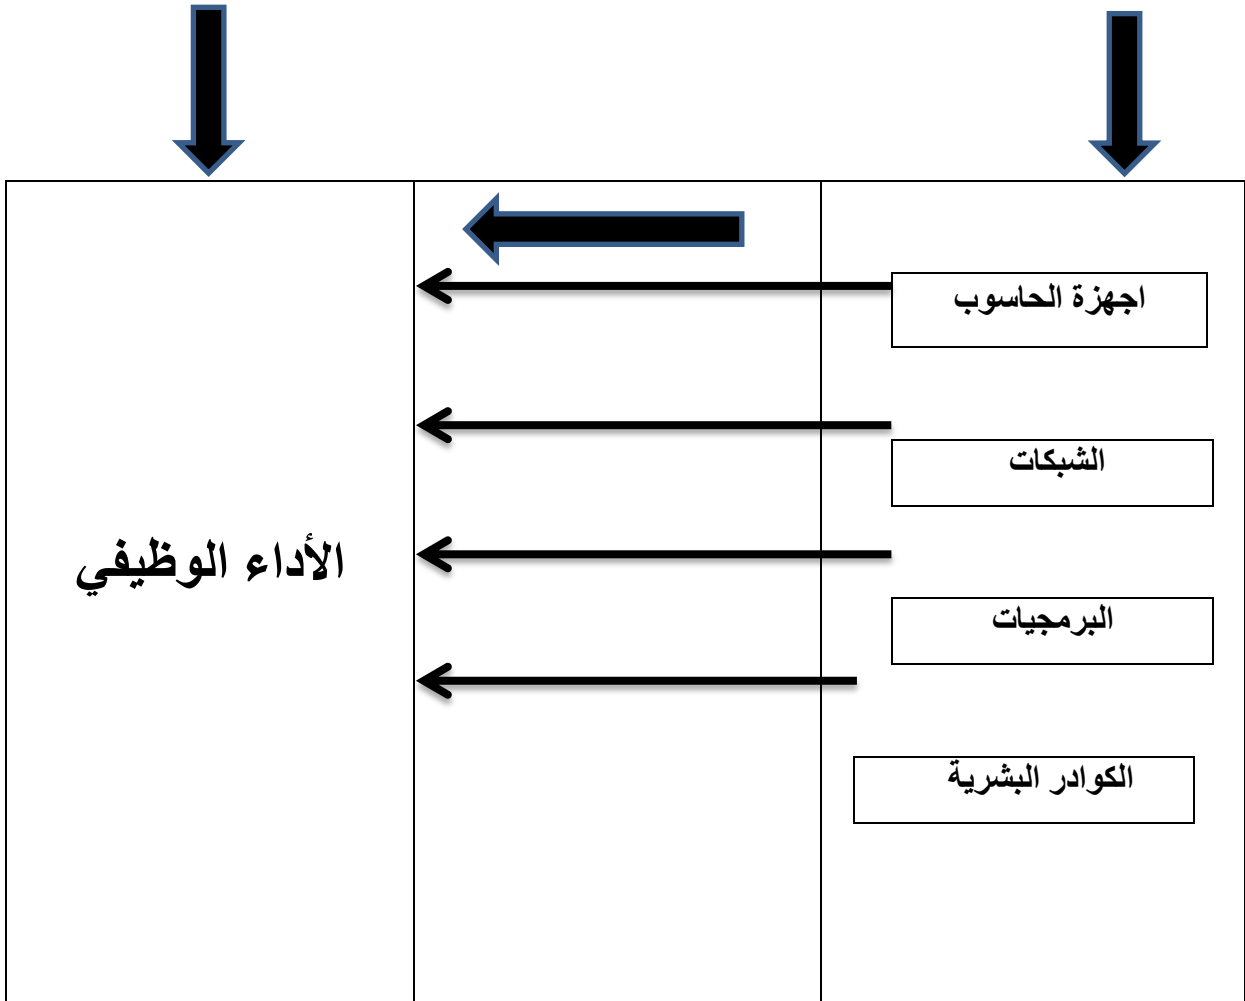 اجهزة الحاسوب
الشبكات
البرمجيات
الكوادر البشرية
الأداء الوظيفي